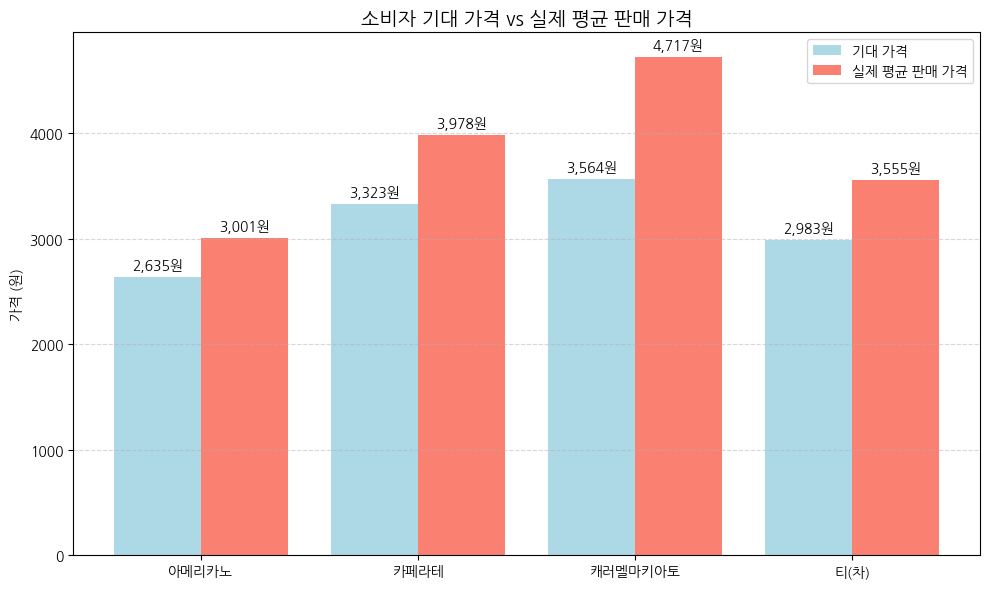 소비자 기대 가격 vs 실제 평균 판매 가격
기대 가격
실제 평균 판매 가격
가격 (원)
4000
3000
2000
1000
0
2,635원
3,001원
3,323원
3,978원
3,564원
4,717원
2,983원
3,555원
아메리카노
카페라테
캐러멜마키아토
티(차)